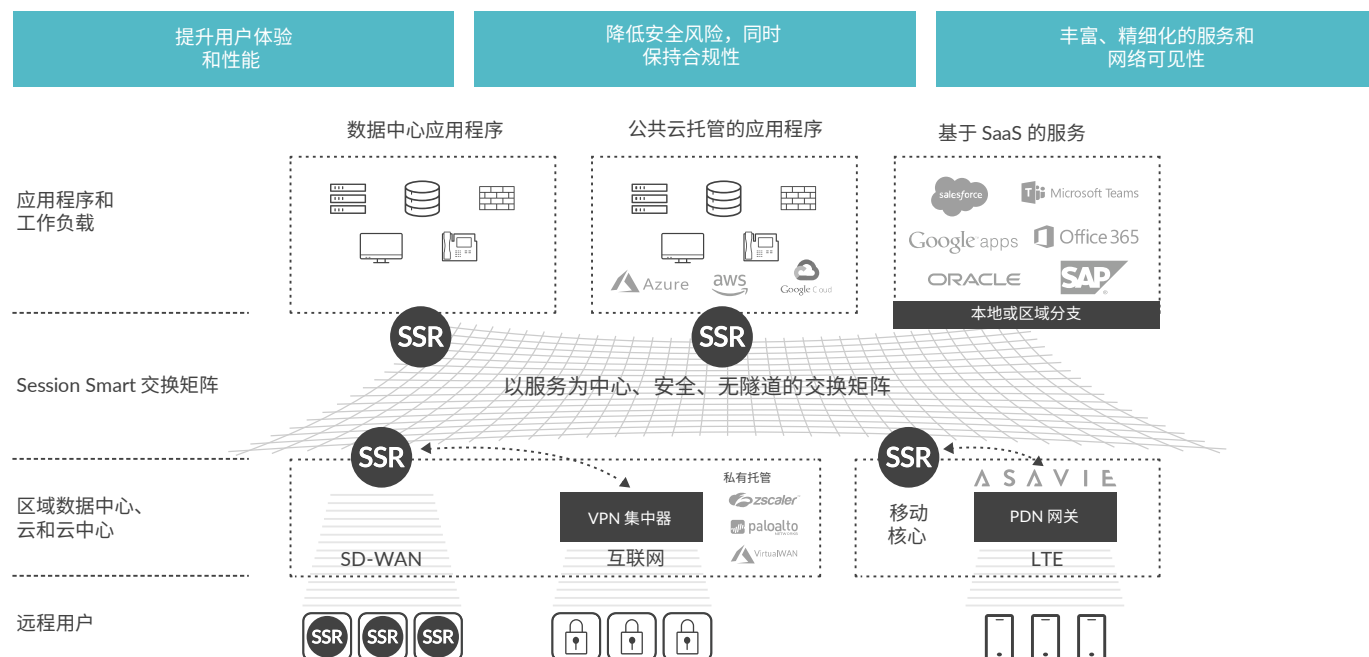 提升用户体验
和性能
降低安全风险，同时
保持合规性
丰富、精细化的服务和
网络可见性
数据中心应用程序
公共云托管的应用程序
基于 SaaS 的服务
应用程序和
工作负载
salesforce
Microsoft Teams
Google apps
Office 365
Azure
aws
Google Cloud
ORACLE
SAP
本地或区域分支
SSR
SSR
Session Smart 交换矩阵
以服务为中心、安全、无隧道的交换矩阵
SSR
SSR
区域数据中心、
云和云中心
SD-WAN
VPN 集中器
互联网
私有托管
zscaler
paloalto
NETWORKS
VirtualWAN
移动
核心
ASAVIE
PDN 网关
LTE
远程用户
SSR
SSR
SSR